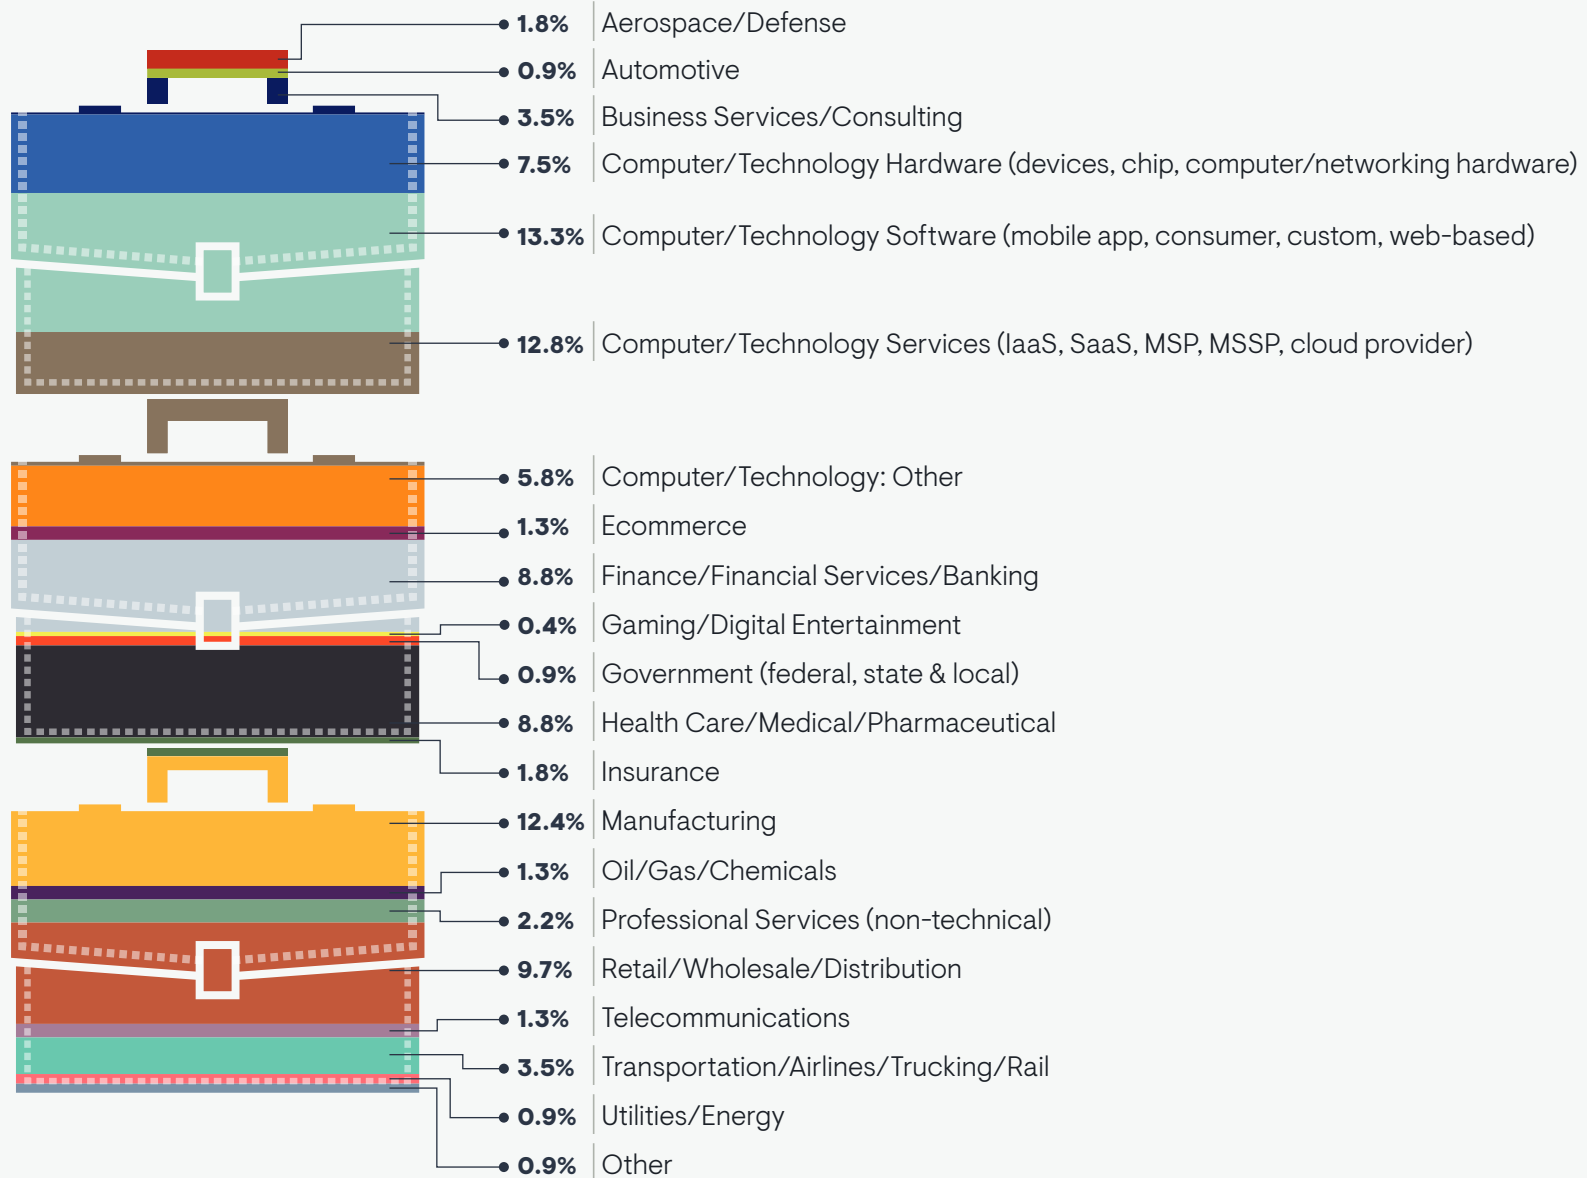 1.8% Aerospace/Defense
0.9% Automotive
3.5% Business Services/Consulting
7.5% Computer/Technology Hardware (devices, chip, computer/networking hardware)
13.3% Computer/Technology Software (mobile app, consumer, custom, web-based)
12.8% Computer/Technology Services (IaaS, SaaS, MSP, MSSP, cloud provider)
5.8% Computer/Technology: Other
1.3% Ecommerce
8.8% Finance/Financial Services/Banking
0.4% Gaming/Digital Entertainment
0.9% Government (federal, state & local)
8.8% Health Care/Medical/Pharmaceutical
1.8% Insurance
12.4% Manufacturing
1.3% Oil/Gas/Chemicals
2.2% Professional Services (non-technical)
9.7% Retail/Wholesale/Distribution
1.3% Telecommunications
3.5% Transportation/Airlines/Trucking/Rail
0.9% Utilities/Energy
0.9% Other